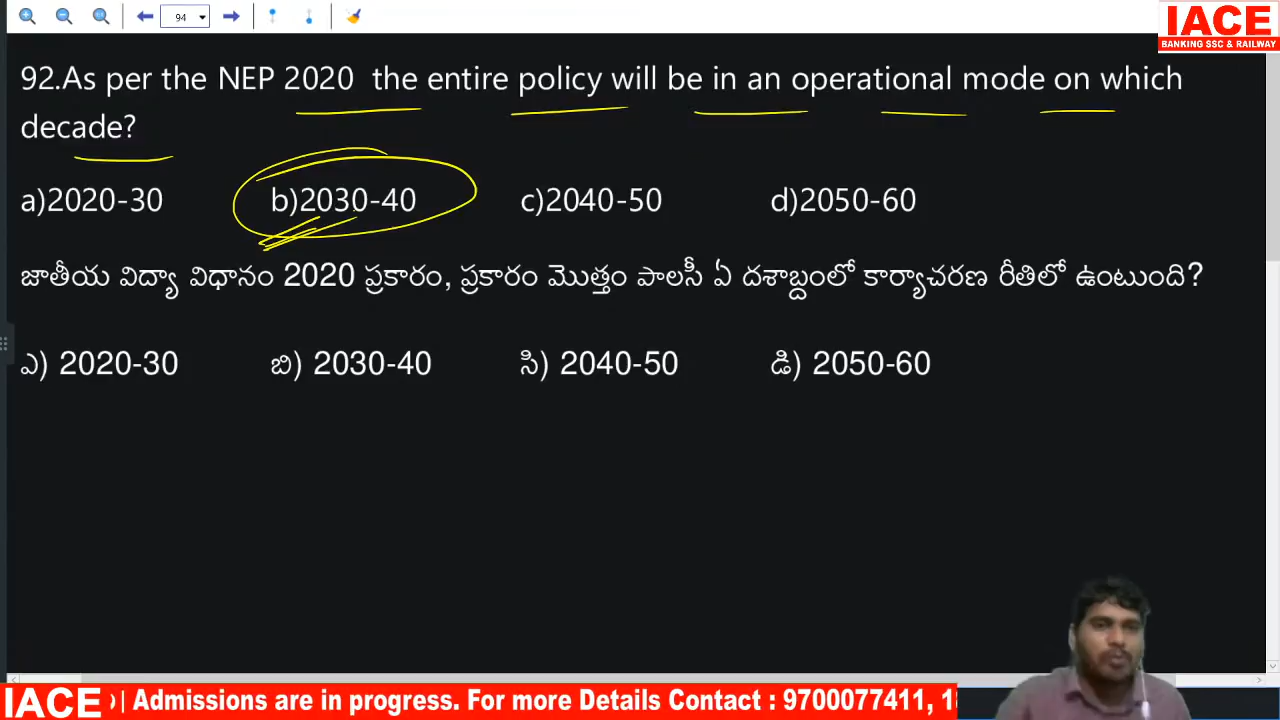 94
IACE
BANKING SSC & RAILWAY
92.As per the NEP 2020 the entire policy will be in an operational mode on which
decade?
a)2020-30 b)2030-40 c)2040-50 d)2050-60
జాతీయ విద్యా విధానం 2020 ప్రకారం, ప్రకారం మొత్తం పాలసీ ఏ దశాబ్దంలో కార్యాచరణ రీతిలో ఉంటుంది?
ఎ) 2020-30 బి) 2030-40 సి) 2040-50 డి) 2050-60
IACE | Admissions are in progress. For more Details Contact : 9700077411,